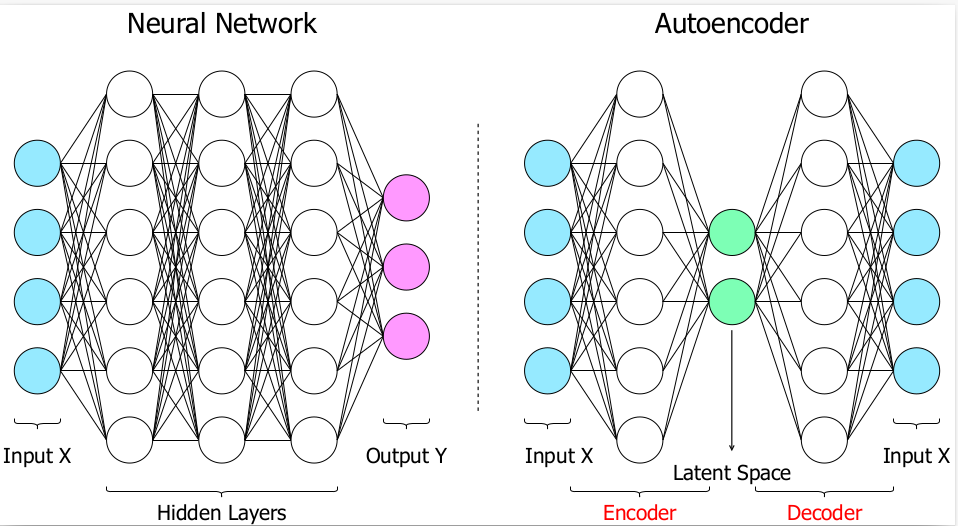 Neural Network
Autoencoder
Input X
Output Y
Hidden Layers
Input X
Latent Space
Input X
Encoder
Decoder